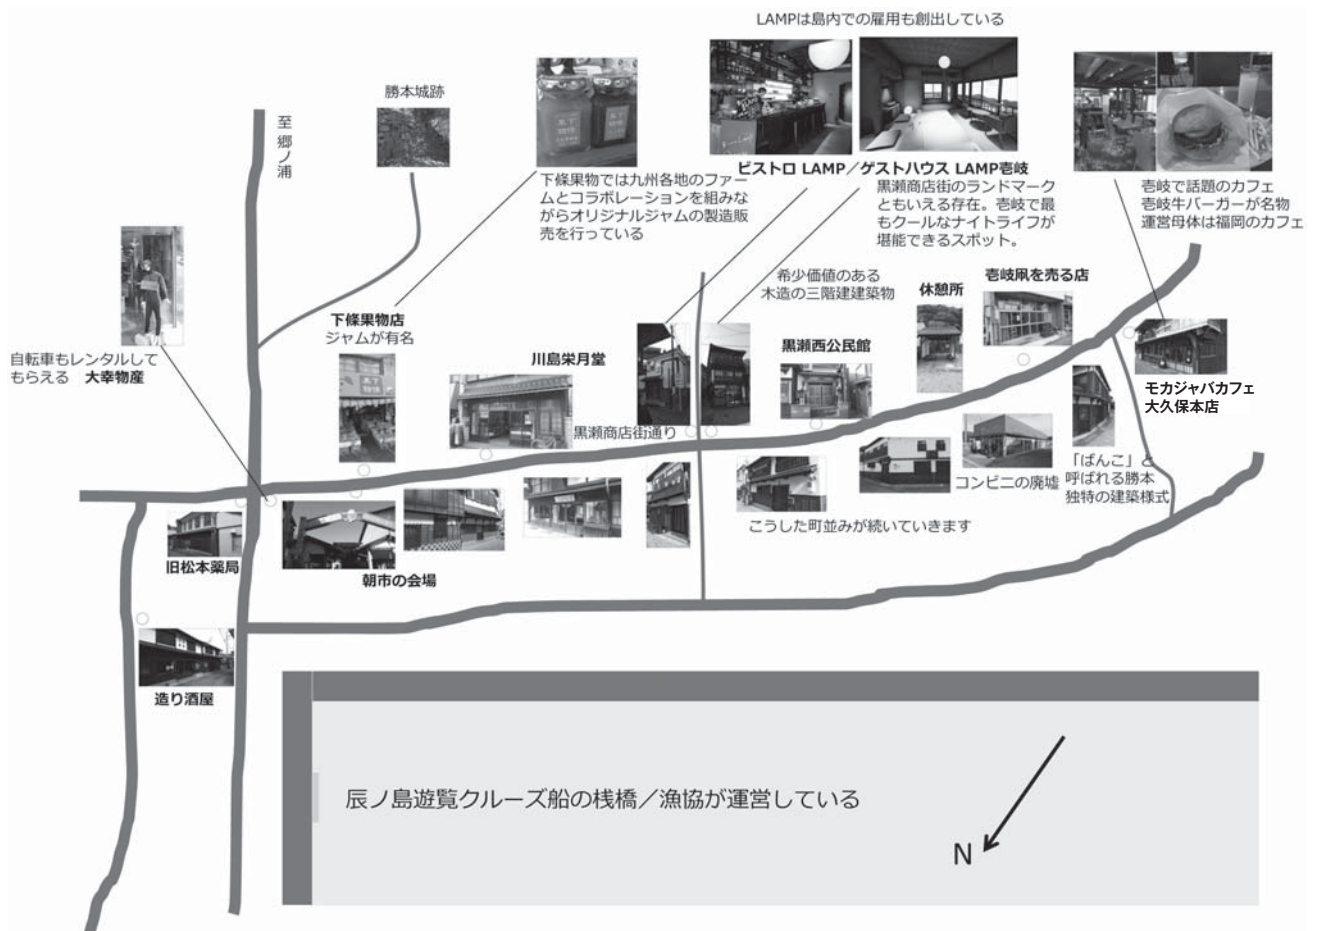 LAMPは島内での雇用も創出している
勝本城跡
至 郷ノ浦
ビストロ LAMP／ゲストハウス LAMP壱岐
下條果物では九州各地のファー
ムとコラボレーションを組みな
がらオリジナルジャムの製造販
売を行っている
黒瀬商店街のランドマーク
ともいえる存在。壱岐で最
もクールなナイトライフが
堪能できるスポット。
壱岐で話題のカフェ
壱岐牛バーガーが名物
運営母体は福岡のカフェ
希少価値のある
木造の三階建建築物
休憩所
壱岐凧を売る店
下條果物店
ジャムが有名
自転車もレンタルして
もらえる 大幸物産
川島栄月堂
黒瀬西公民館
モカジャバカフェ
大久保本店
黒瀬商店街通り
「ばんこ」と
呼ばれる勝本
独特の建築様式
コンビニの廃墟
こうした町並みが続いていきます
旧松本薬局
朝市の会場
造り酒屋
辰ノ島遊覧クルーズ船の桟橋／漁協が運営している
N